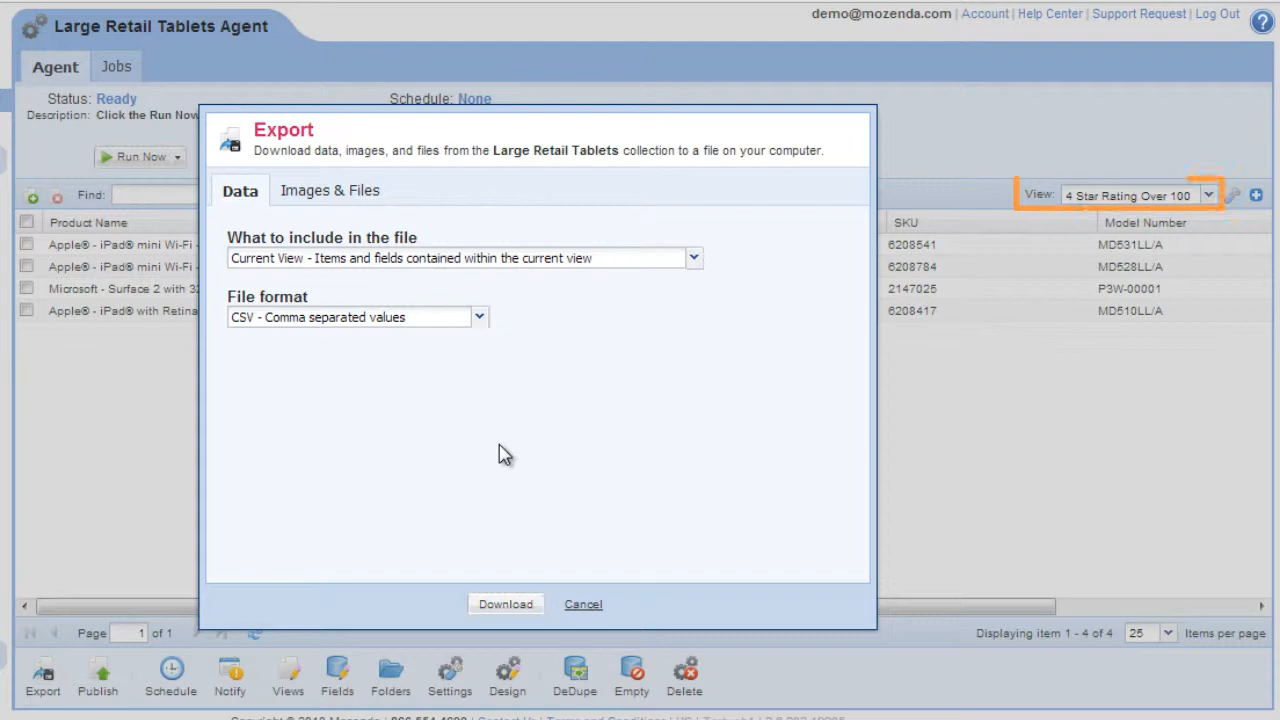 demo@mozenda.com | Account | Help Center | Support Request | Log Out
Large Retail Tablets Agent
Agent Jobs
Status: Ready Schedule: None
Description: Click the Run Now
Run Now
Export
Download data, images, and files from the Large Retail Tablets collection to a file on your computer.
Data Images & Files
Find: View: 4 Star Rating Over 100
Product Name SKU Model Number
Apple® - iPad® mini Wi-Fi - 6208541 MD531LL/A
Apple® - iPad® mini Wi-Fi - 6208784 MD528LL/A
Microsoft - Surface 2 with 32 2147025 P3W-00001
Apple® - iPad® with Retina 6208417 MD510LL/A
What to include in the file
Current View - Items and fields contained within the current view
File format
CSV - Comma separated values
Download Cancel
Page 1 of 1 Displaying item 1 - 4 of 4 25 Items per page
Export Publish Schedule Notify Views Fields Folders Settings Design DeDupe Empty Delete